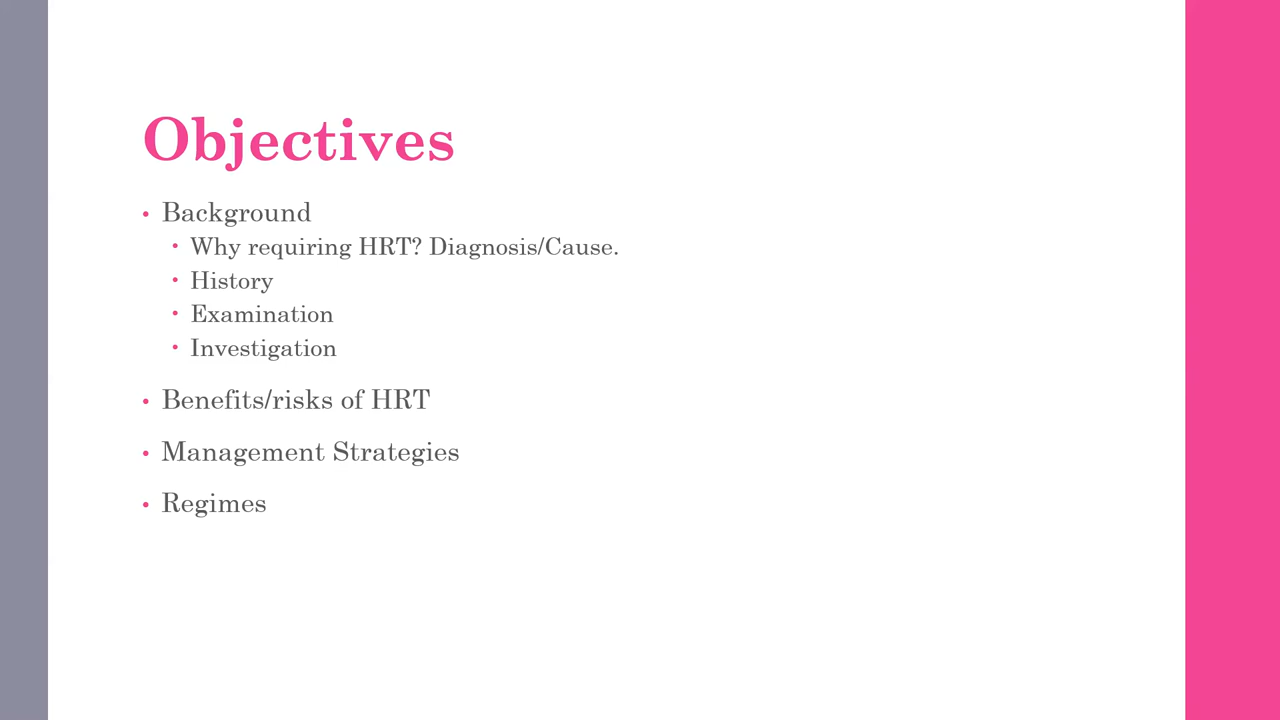 Objectives
• Background
• Why requiring HRT? Diagnosis/Cause.
• History
• Examination
• Investigation
• Benefits/risks of HRT
• Management Strategies
• Regimes